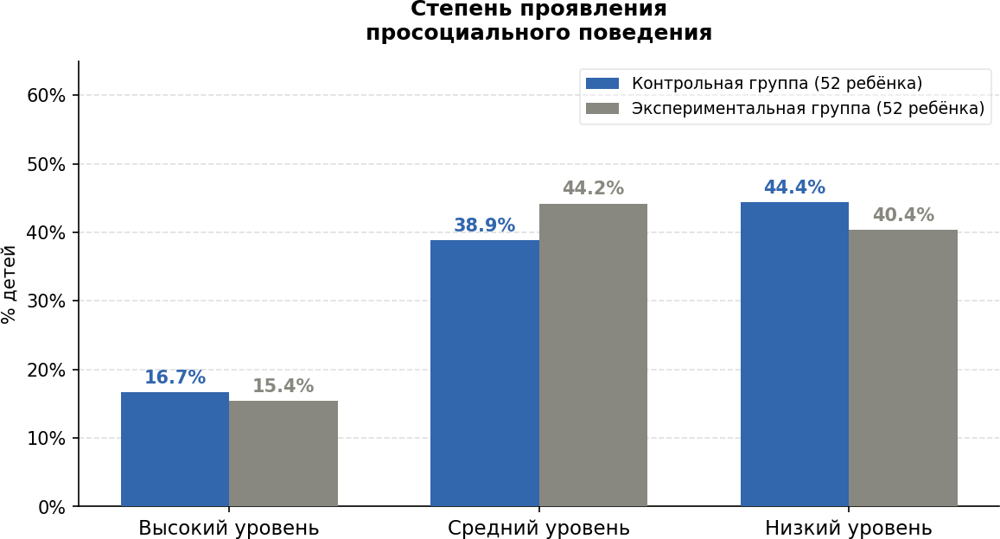 Степень проявления
просоциального поведения
Контрольная группа (52 ребёнка)
Экспериментальная группа (52 ребёнка)
% детей
60%
50%
40%
30%
20%
10%
0%
16.7%
15.4%
38.9%
44.2%
44.4%
40.4%
Высокий уровень
Средний уровень
Низкий уровень